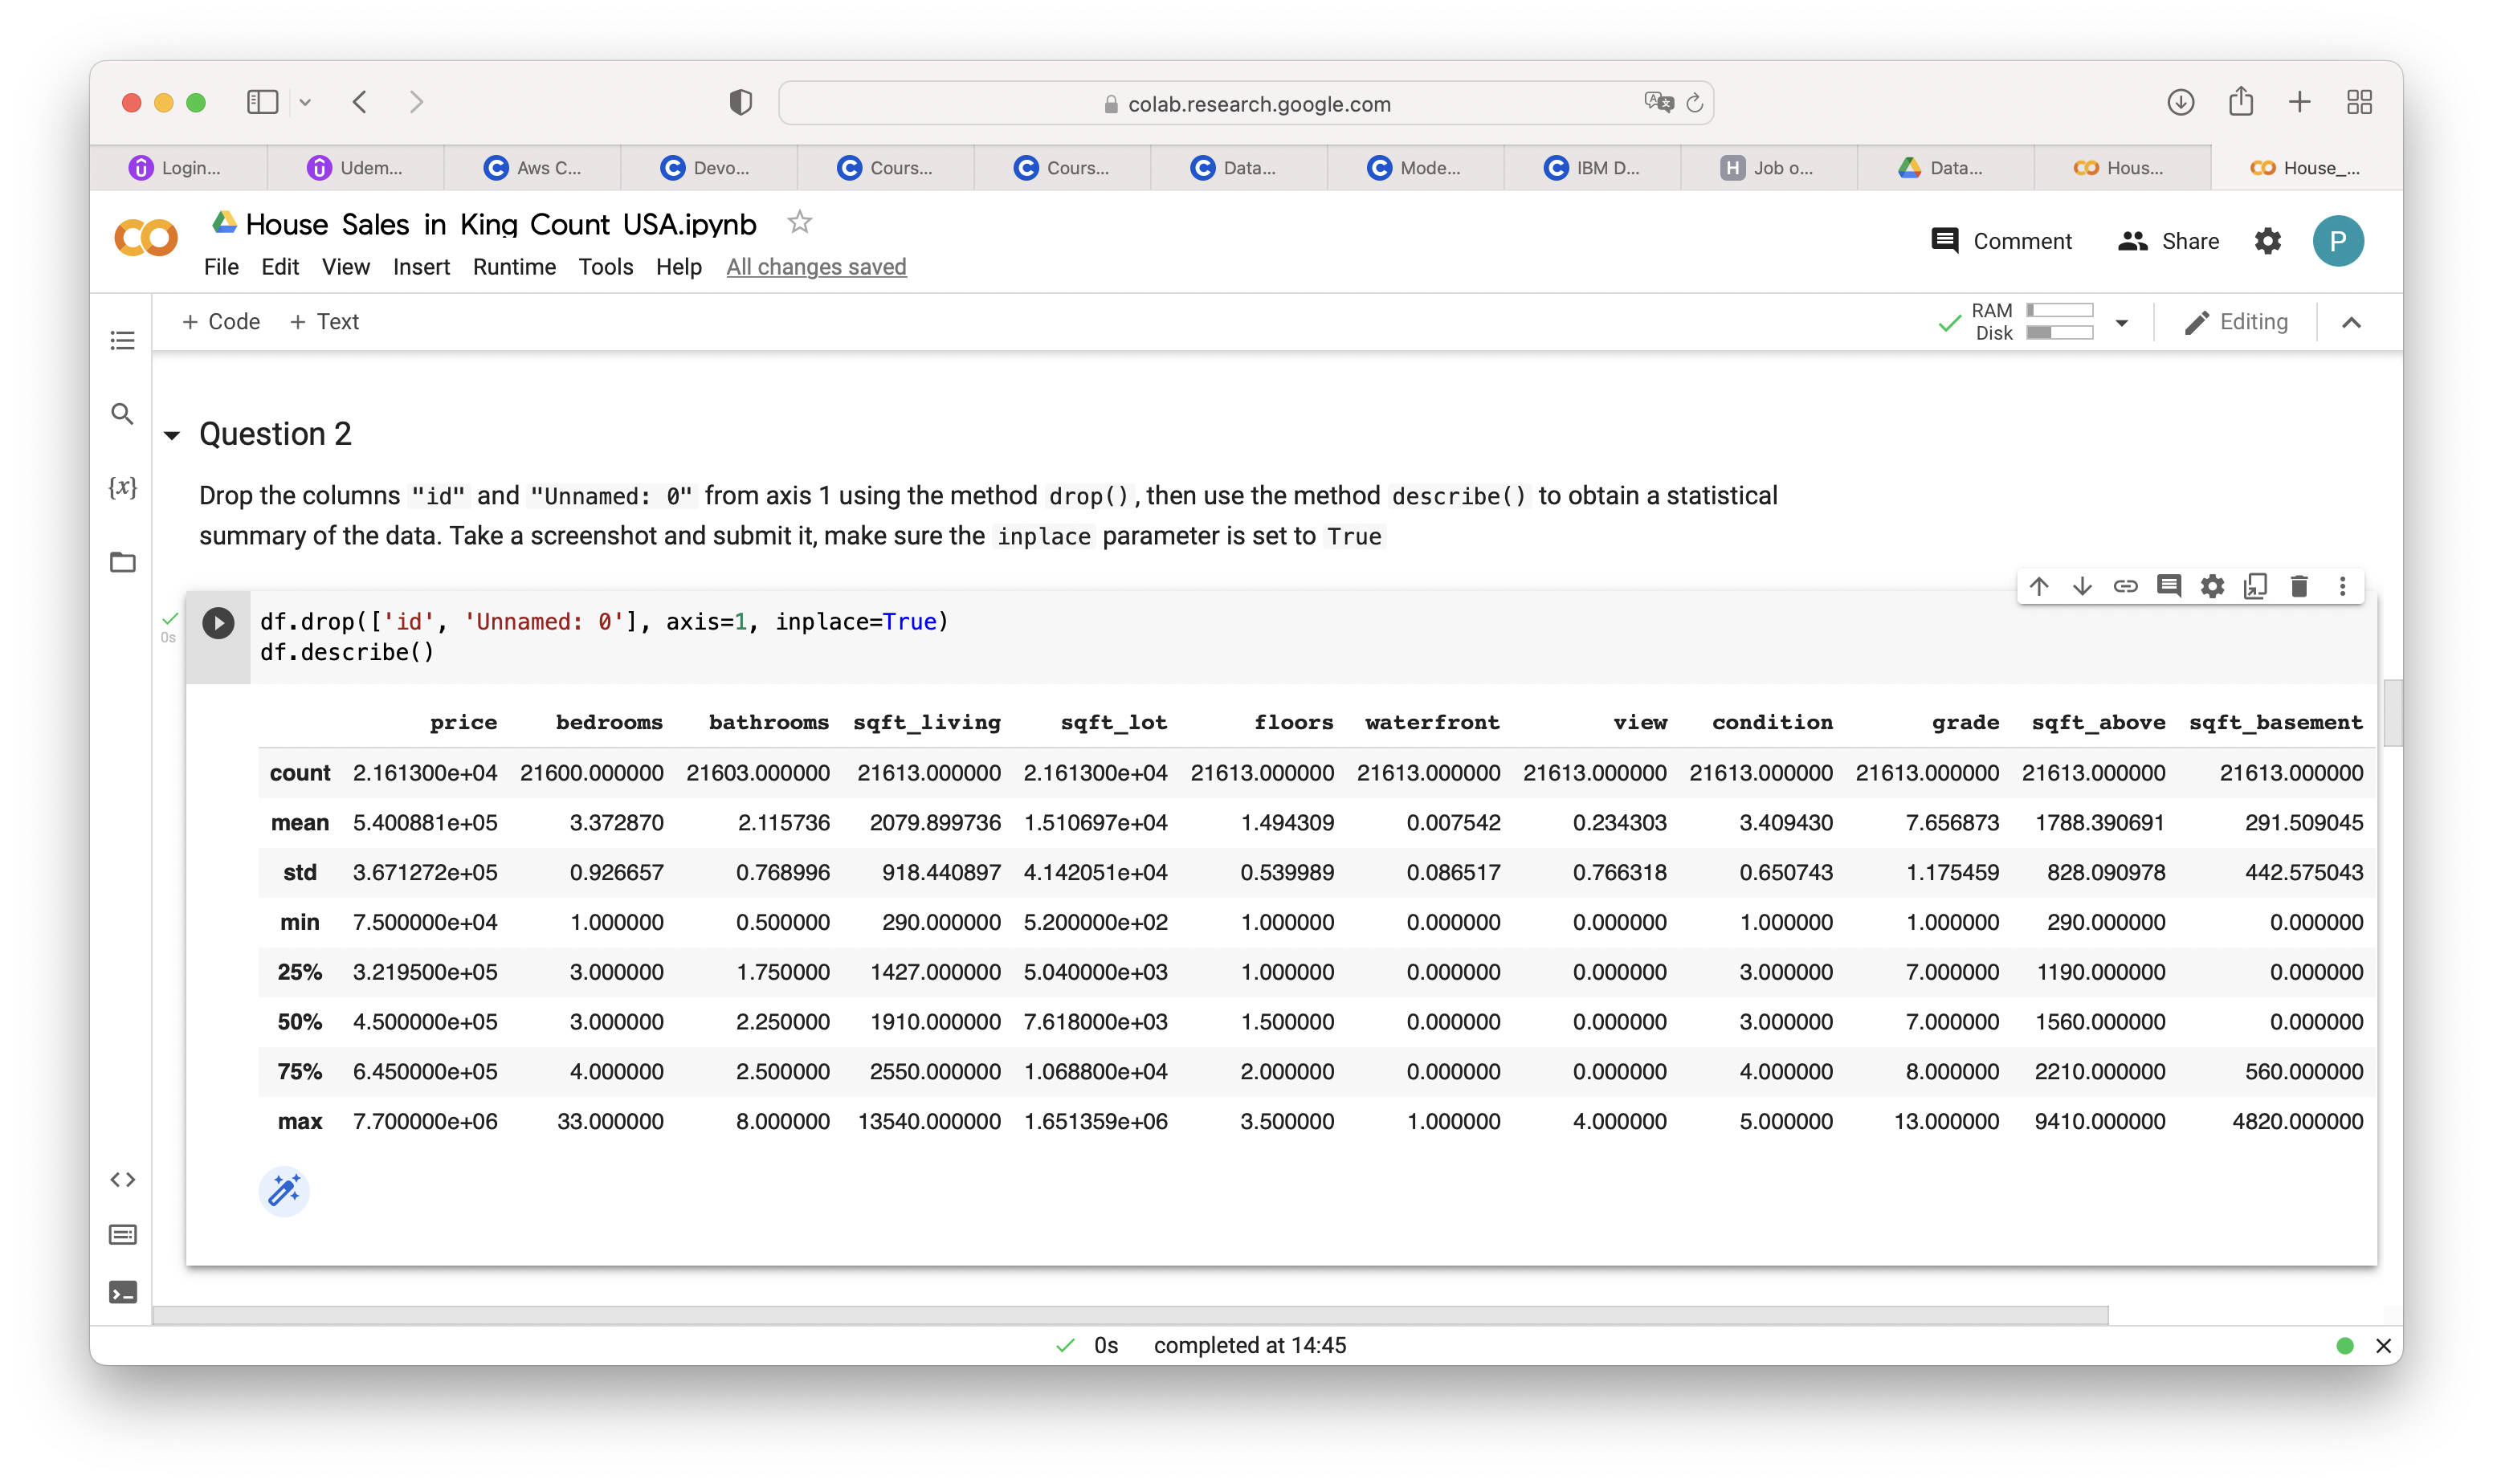 colab.research.google.com
Login... Udem... Aws C... Devo... Cours... Cours... Data... Mode... IBM D... Job o... Data... Hous... House_...
House_Sales_in_King_Count_USA.ipynb
Comment Share P
File Edit View Insert Runtime Tools Help All changes saved
+ Code + Text
RAM
Disk
Editing
Question 2
Drop the columns "id" and "Unnamed: 0" from axis 1 using the method drop(), then use the method describe() to obtain a statistical
summary of the data. Take a screenshot and submit it, make sure the inplace parameter is set to True
0s
df.drop(['id', 'Unnamed: 0'], axis=1, inplace=True)
df.describe()
price bedrooms bathrooms sqft_living sqft_lot floors waterfront view condition grade sqft_above sqft_basement
count 2.161300e+04 21600.000000 21603.000000 21613.000000 2.161300e+04 21613.000000 21613.000000 21613.000000 21613.000000 21613.000000 21613.000000 21613.000000
mean 5.400881e+05 3.372870 2.115736 2079.899736 1.510697e+04 1.494309 0.007542 0.234303 3.409430 7.656873 1788.390691 291.509045
std 3.671272e+05 0.926657 0.768996 918.440897 4.142051e+04 0.539989 0.086517 0.766318 0.650743 1.175459 828.090978 442.575043
min 7.500000e+04 1.000000 0.500000 290.000000 5.200000e+02 1.000000 0.000000 0.000000 1.000000 1.000000 290.000000 0.000000
25% 3.219500e+05 3.000000 1.750000 1427.000000 5.040000e+03 1.000000 0.000000 0.000000 3.000000 7.000000 1190.000000 0.000000
50% 4.500000e+05 3.000000 2.250000 1910.000000 7.618000e+03 1.500000 0.000000 0.000000 3.000000 7.000000 1560.000000 0.000000
75% 6.450000e+05 4.000000 2.500000 2550.000000 1.068800e+04 2.000000 0.000000 0.000000 4.000000 8.000000 2210.000000 560.000000
max 7.700000e+06 33.000000 8.000000 13540.000000 1.651359e+06 3.500000 1.000000 4.000000 5.000000 13.000000 9410.000000 4820.000000
0s completed at 14:45